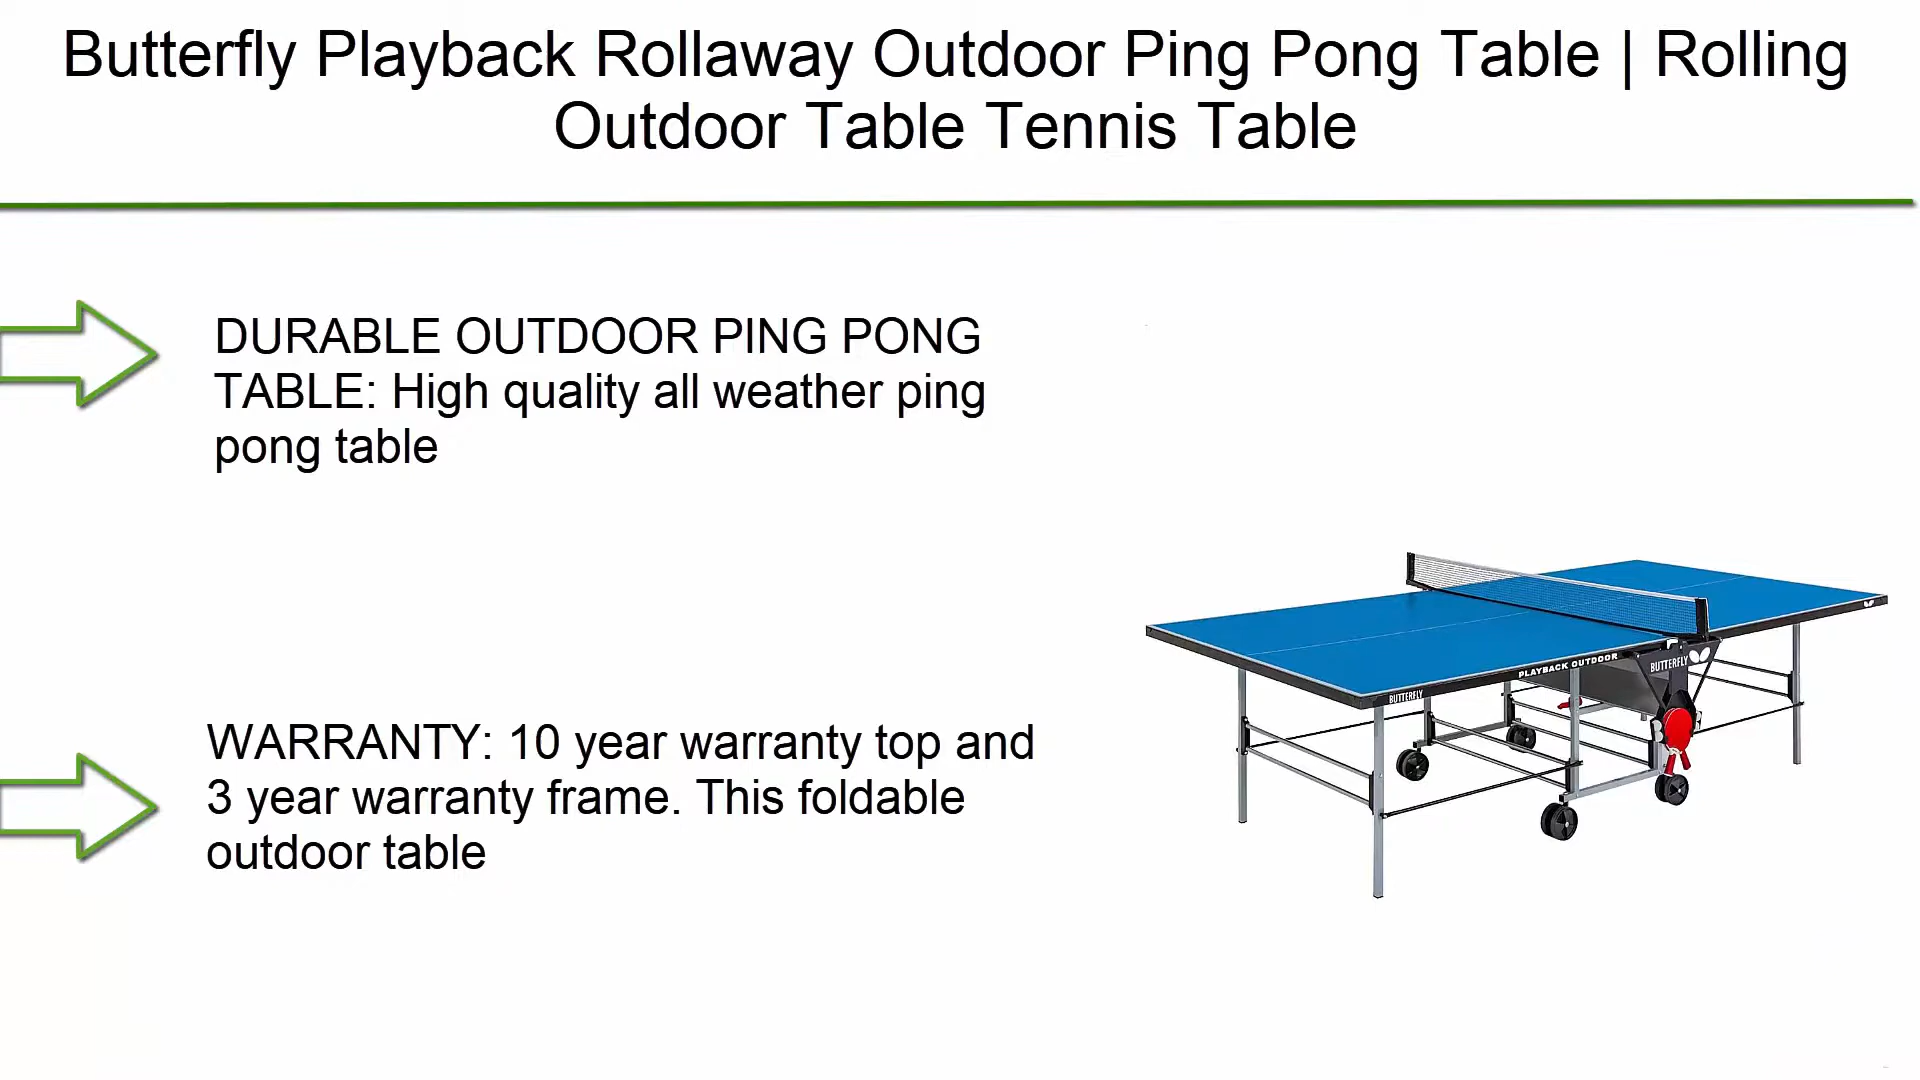 Butterfly Playback Rollaway Outdoor Ping Pong Table | Rolling
Outdoor Table Tennis Table
DURABLE OUTDOOR PING PONG
TABLE: High quality all weather ping
pong table
WARRANTY: 10 year warranty top and
3 year warranty frame. This foldable
outdoor table
PLAYBACK OUTDOOR
BUTTERFLY
BUTTERFLY